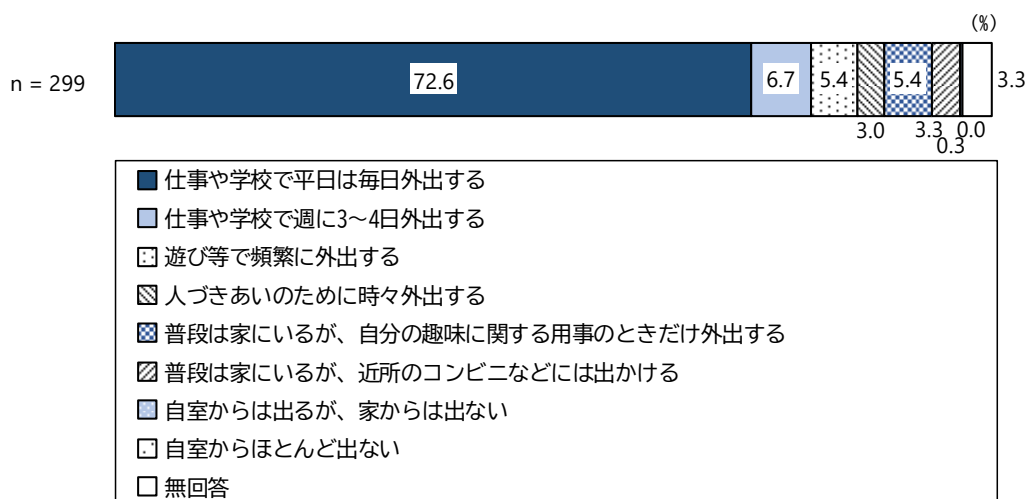 (%)
n = 299
72.6
6.7
5.4
3.0
5.4
3.3
0.3
0.0
3.3
仕事や学校で平日は毎日外出する
仕事や学校で週に3～4日外出する
遊び等で頻繁に外出する
人づきあいのために時々外出する
普段は家にいるが、自分の趣味に関する用事のときだけ外出する
普段は家にいるが、近所のコンビニなどには出かける
自室からは出るが、家からは出ない
自室からほとんど出ない
無回答